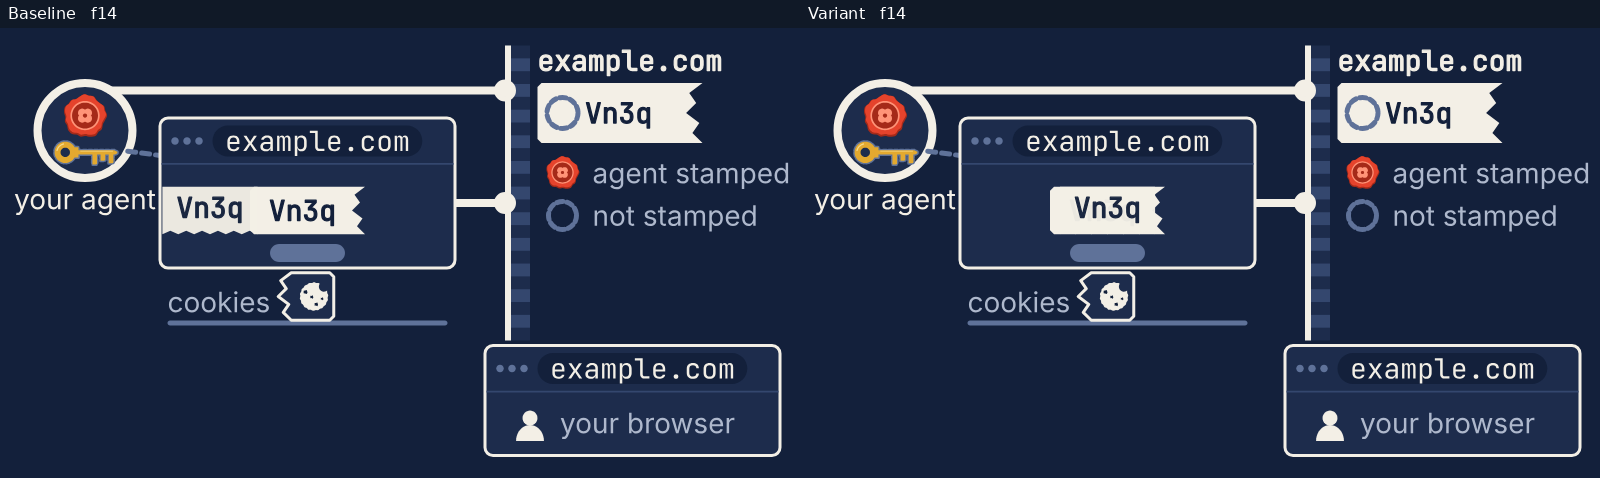 Baseline f14
example.com
Vn3q
example.com
agent stamped
your agent
Vn3q Vn3q
not stamped
cookies
example.com
your browser
Variant f14
example.com
Vn3q
example.com
agent stamped
your agent
Vn3q
not stamped
cookies
example.com
your browser